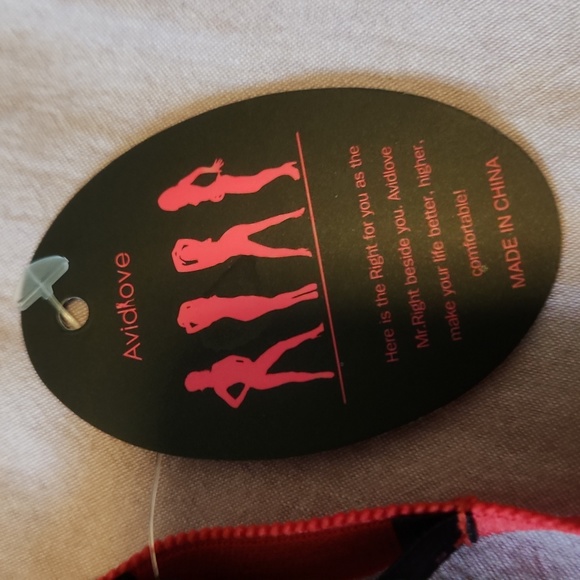 Avidlove
Here is the Right for you as the
Mr.Right beside you. Avidlove
make your life better, higher,
comfortable!
MADE IN CHINA